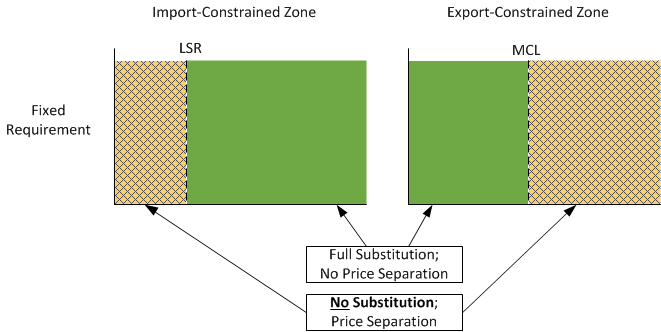 Import-Constrained Zone
Export-Constrained Zone
LSR
MCL
Fixed
Requirement
Full Substitution;
No Price Separation
No Substitution;
Price Separation